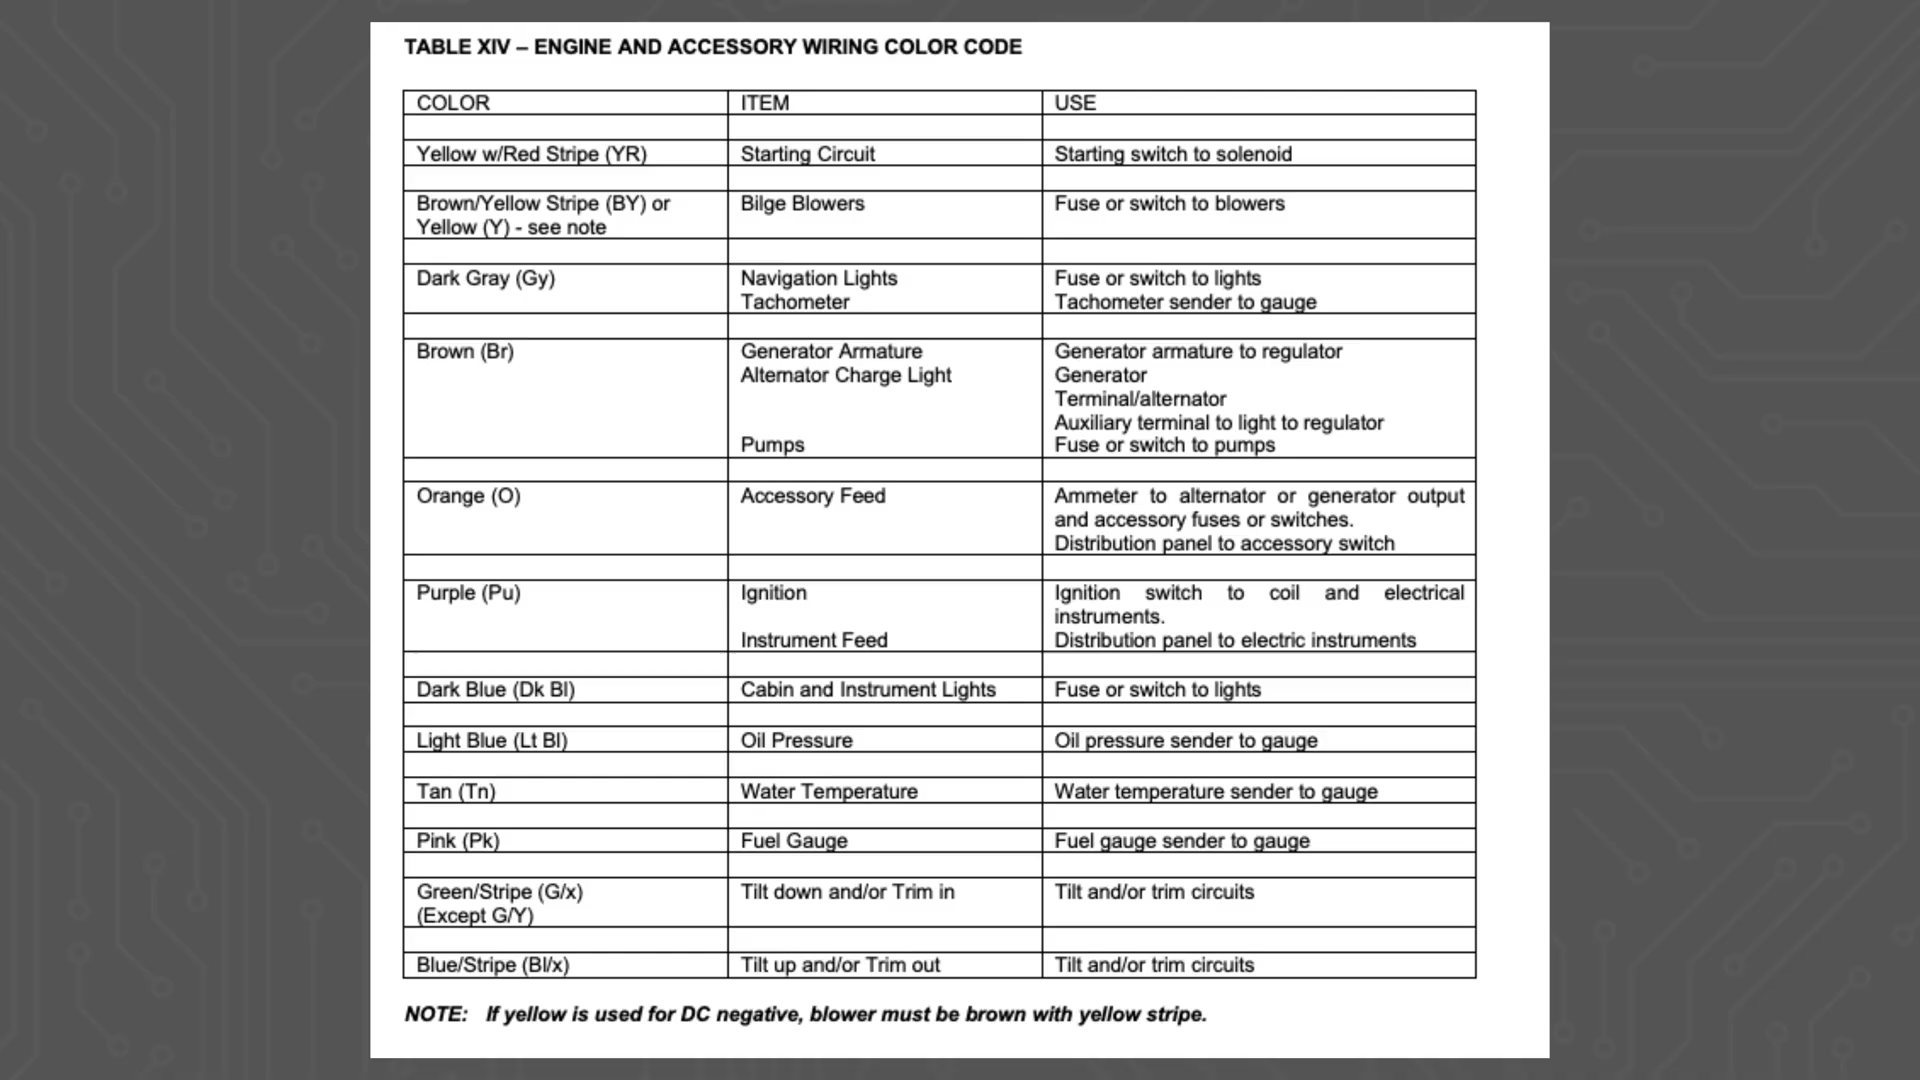 TABLE XIV – ENGINE AND ACCESSORY WIRING COLOR CODE
COLOR ITEM USE
Yellow w/Red Stripe (YR) Starting Circuit Starting switch to solenoid
Brown/Yellow Stripe (BY) or Bilge Blowers Fuse or switch to blowers
Yellow (Y) - see note
Dark Gray (Gy) Navigation Lights Fuse or switch to lights
Tachometer Tachometer sender to gauge
Brown (Br) Generator Armature Generator armature to regulator
Alternator Charge Light Generator
Terminal/alternator
Auxiliary terminal to light to regulator
Pumps Fuse or switch to pumps
Orange (O) Accessory Feed Ammeter to alternator or generator output
and accessory fuses or switches.
Distribution panel to accessory switch
Purple (Pu) Ignition Ignition switch to coil and electrical
instruments.
Instrument Feed Distribution panel to electric instruments
Dark Blue (Dk Bl) Cabin and Instrument Lights Fuse or switch to lights
Light Blue (Lt Bl) Oil Pressure Oil pressure sender to gauge
Tan (Tn) Water Temperature Water temperature sender to gauge
Pink (Pk) Fuel Gauge Fuel gauge sender to gauge
Green/Stripe (G/x) Tilt down and/or Trim in Tilt and/or trim circuits
(Except G/Y)
Blue/Stripe (Bl/x) Tilt up and/or Trim out Tilt and/or trim circuits
NOTE: If yellow is used for DC negative, blower must be brown with yellow stripe.